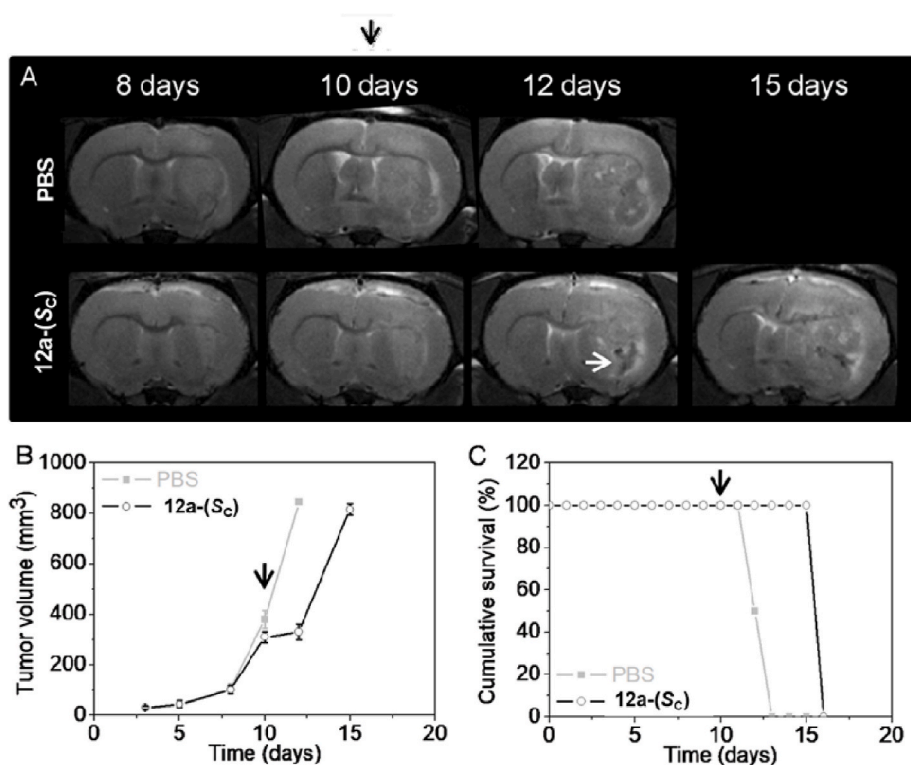 A
8 days 10 days 12 days 15 days
PBS
12a-(Sc)
B
1000
800
600
400
200
0
Tumor volume (mm³)
PBS
12a-(Sc)
0 5 10 15 20
Time (days)
C
120
100
80
60
40
20
0
Cumulative survival (%)
PBS
12a-(Sc)
0 5 10 15 20
Time (days)